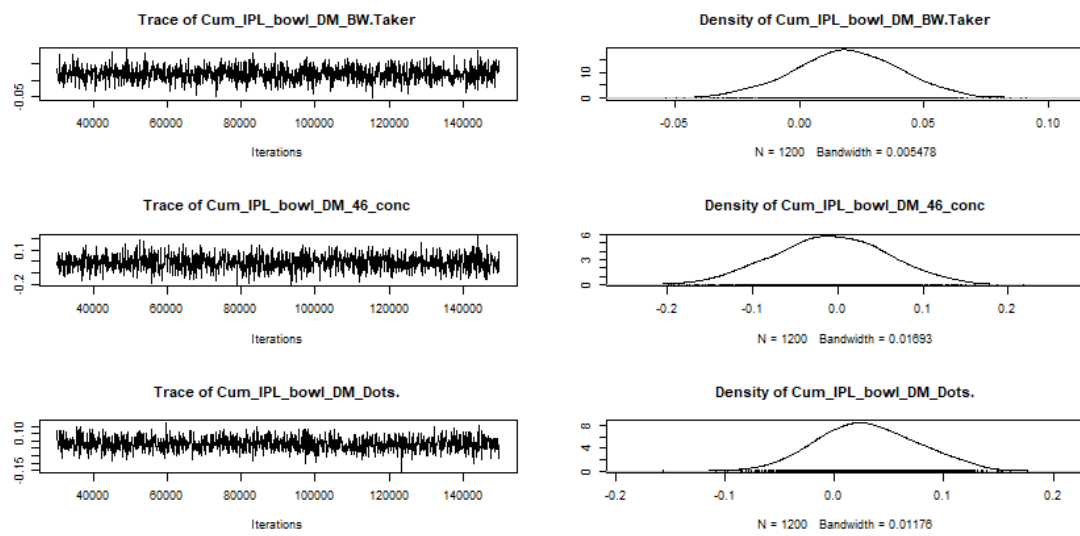 Trace of Cum_IPL_bowl_DM_BW.Taker
-0.05
40000 60000 80000 100000 120000 140000
Iterations
Density of Cum_IPL_bowl_DM_BW.Taker
10
0
-0.05 0.00 0.05 0.10
N = 1200 Bandwidth = 0.005478
Trace of Cum_IPL_bowl_DM_46_conc
0.1
-0.2
40000 60000 80000 100000 120000 140000
Iterations
Density of Cum_IPL_bowl_DM_46_conc
6
3
0
-0.2 -0.1 0.0 0.1 0.2
N = 1200 Bandwidth = 0.01693
Trace of Cum_IPL_bowl_DM_Dots.
0.10
-0.15
40000 60000 80000 100000 120000 140000
Iterations
Density of Cum_IPL_bowl_DM_Dots.
8
4
0
-0.2 -0.1 0.0 0.1 0.2
N = 1200 Bandwidth = 0.01176